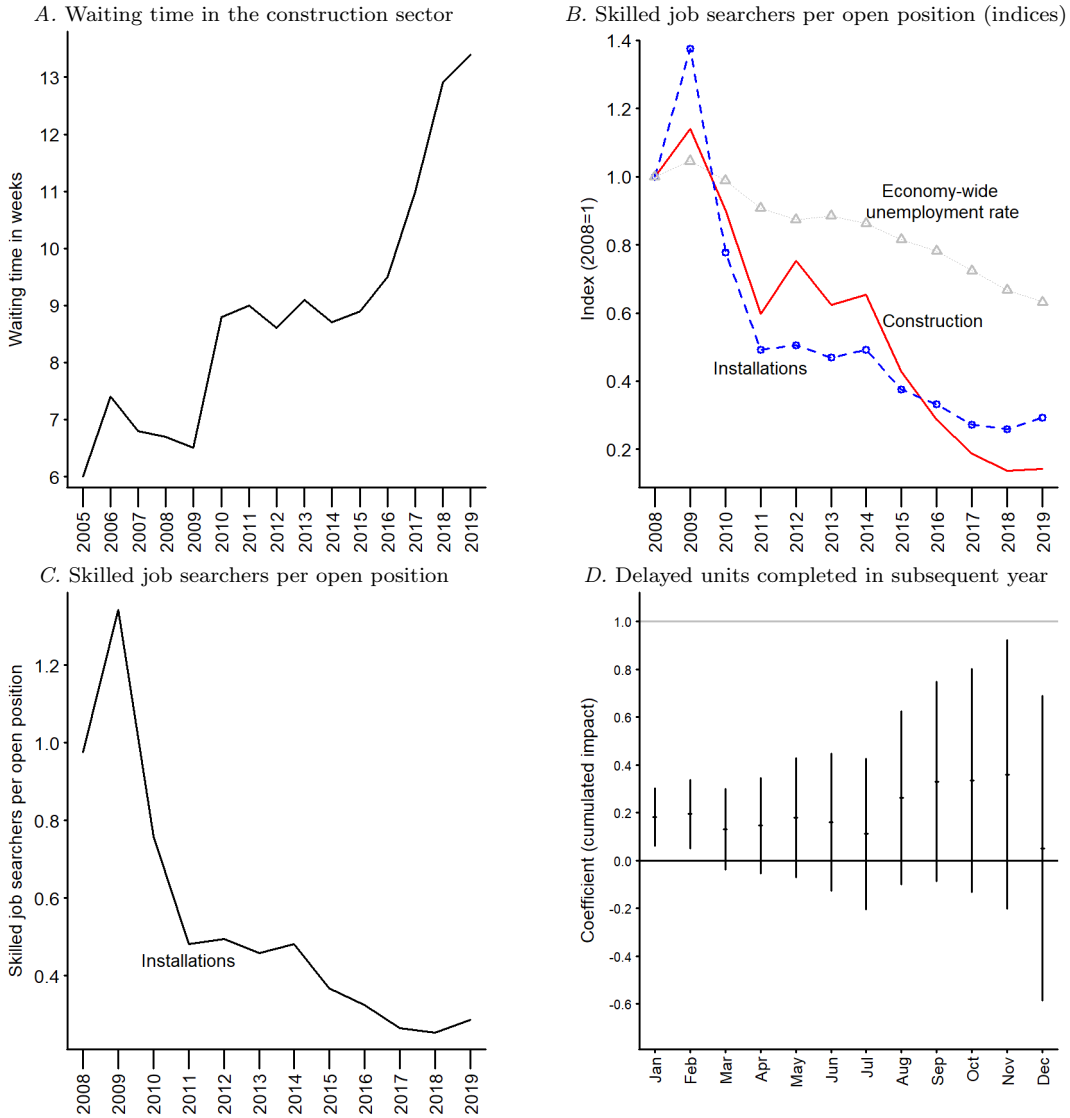 A. Waiting time in the construction sector
Waiting time in weeks
13
12
11
10
9
8
7
6
2005
2006
2007
2008
2009
2010
2011
2012
2013
2014
2015
2016
2017
2018
2019
B. Skilled job searchers per open position (indices)
Index (2008=1)
1.4
1.2
1.0
0.8
0.6
0.4
0.2
Economy-wide
unemployment rate
Construction
Installations
2008
2009
2010
2011
2012
2013
2014
2015
2016
2017
2018
2019
C. Skilled job searchers per open position
Skilled job searchers per open position
1.2
1.0
0.8
0.6
0.4
Installations
2008
2009
2010
2011
2012
2013
2014
2015
2016
2017
2018
2019
D. Delayed units completed in subsequent year
Coefficient (cumulated impact)
1.0
0.8
0.6
0.4
0.2
0.0
-0.2
-0.4
-0.6
Jan
Feb
Mar
Apr
May
Jun
Jul
Aug
Sep
Oct
Nov
Dec